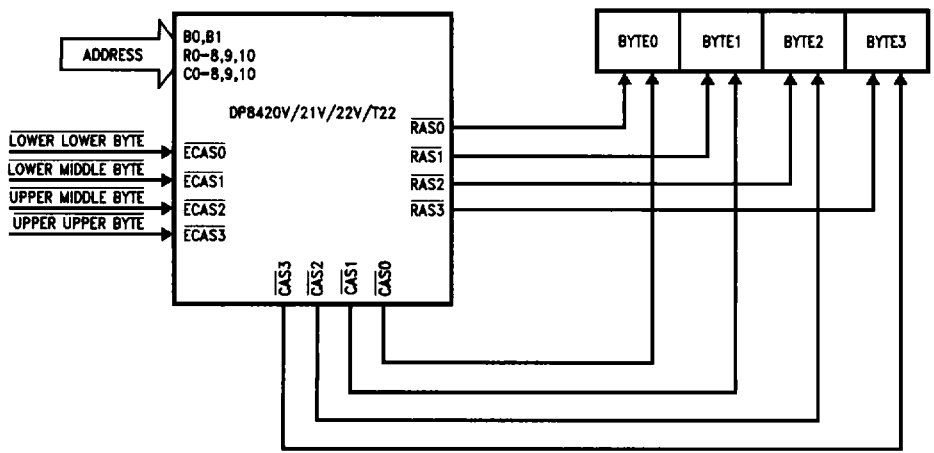 ADDRESS
B0,B1
R0-8,9,10
C0-8,9,10
DP8420V/21V/22V/T22
LOWER LOWER BYTE
LOWER MIDDLE BYTE
UPPER MIDDLE BYTE
UPPER UPPER BYTE
ECAS0
ECAS1
ECAS2
ECAS3
RAS0
RAS1
RAS2
RAS3
CAS3
CAS2
CAS1
CAS0
BYTE0
BYTE1
BYTE2
BYTE3